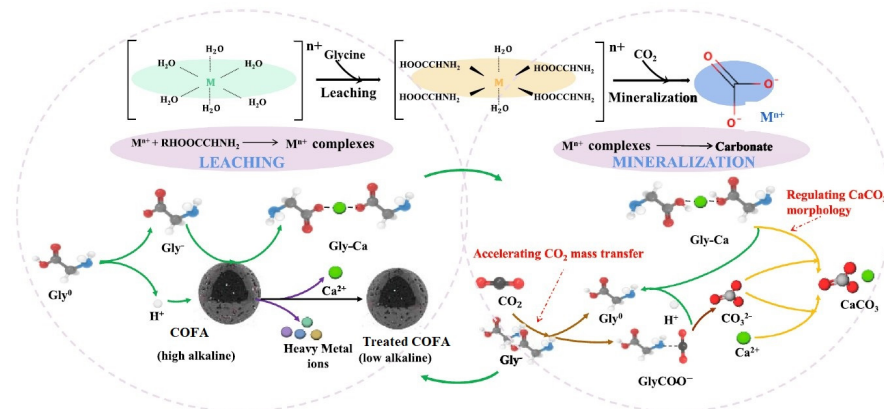 H₂O
H₂O
H₂O
M
H₂O
H₂O
H₂O
n+
Glycine
Leaching
H₂O
HOOCCHNH₂
HOOCCHNH₂
M
HOOCCHNH₂
HOOCCHNH₂
H₂O
n+
CO₂
Mineralization
O
O⁻
O⁻
Mⁿ⁺
Mⁿ⁺ + RHOOCCHNH₂ → Mⁿ⁺ complexes
LEACHING
Mⁿ⁺ complexes → Carbonate
MINERALIZATION
Gly⁰
Gly⁻
H⁺
Gly-Ca
COFA
(high alkaline)
Ca²⁺
Heavy Metal
ions
Treated COFA
(low alkaline)
Accelerating CO₂ mass transfer
Regulating CaCO₃
morphology
Gly-Ca
CO₂
Gly⁰
H⁺
CO₃²⁻
CaCO₃
Ca²⁺
Gly⁻
GlyCOO⁻